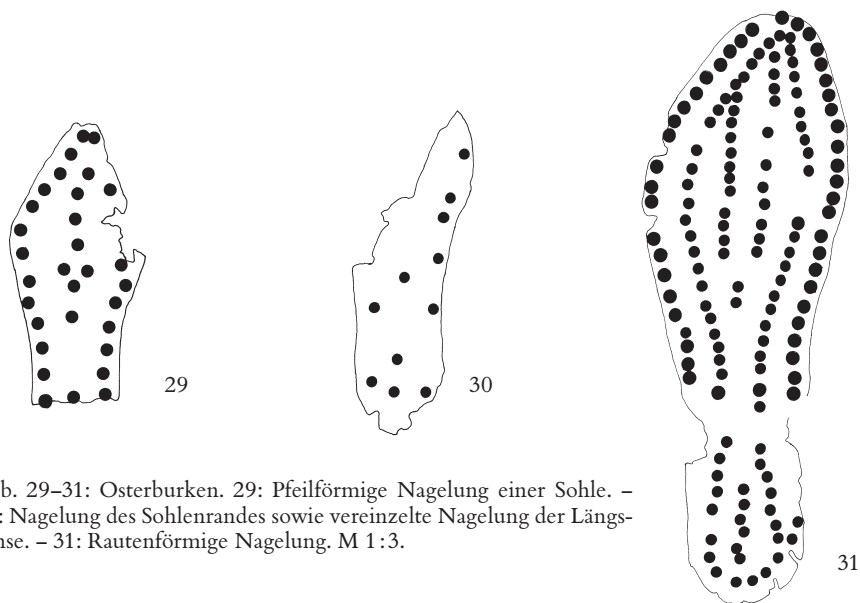 29
30
b. 29–31: Osterburken. 29: Pfeilförmige Nagelung einer Sohle. –
: Nagelung des Sohlenrandes sowie vereinzelte Nagelung der Längs-
nse. – 31: Rautenförmige Nagelung. M 1:3.
31